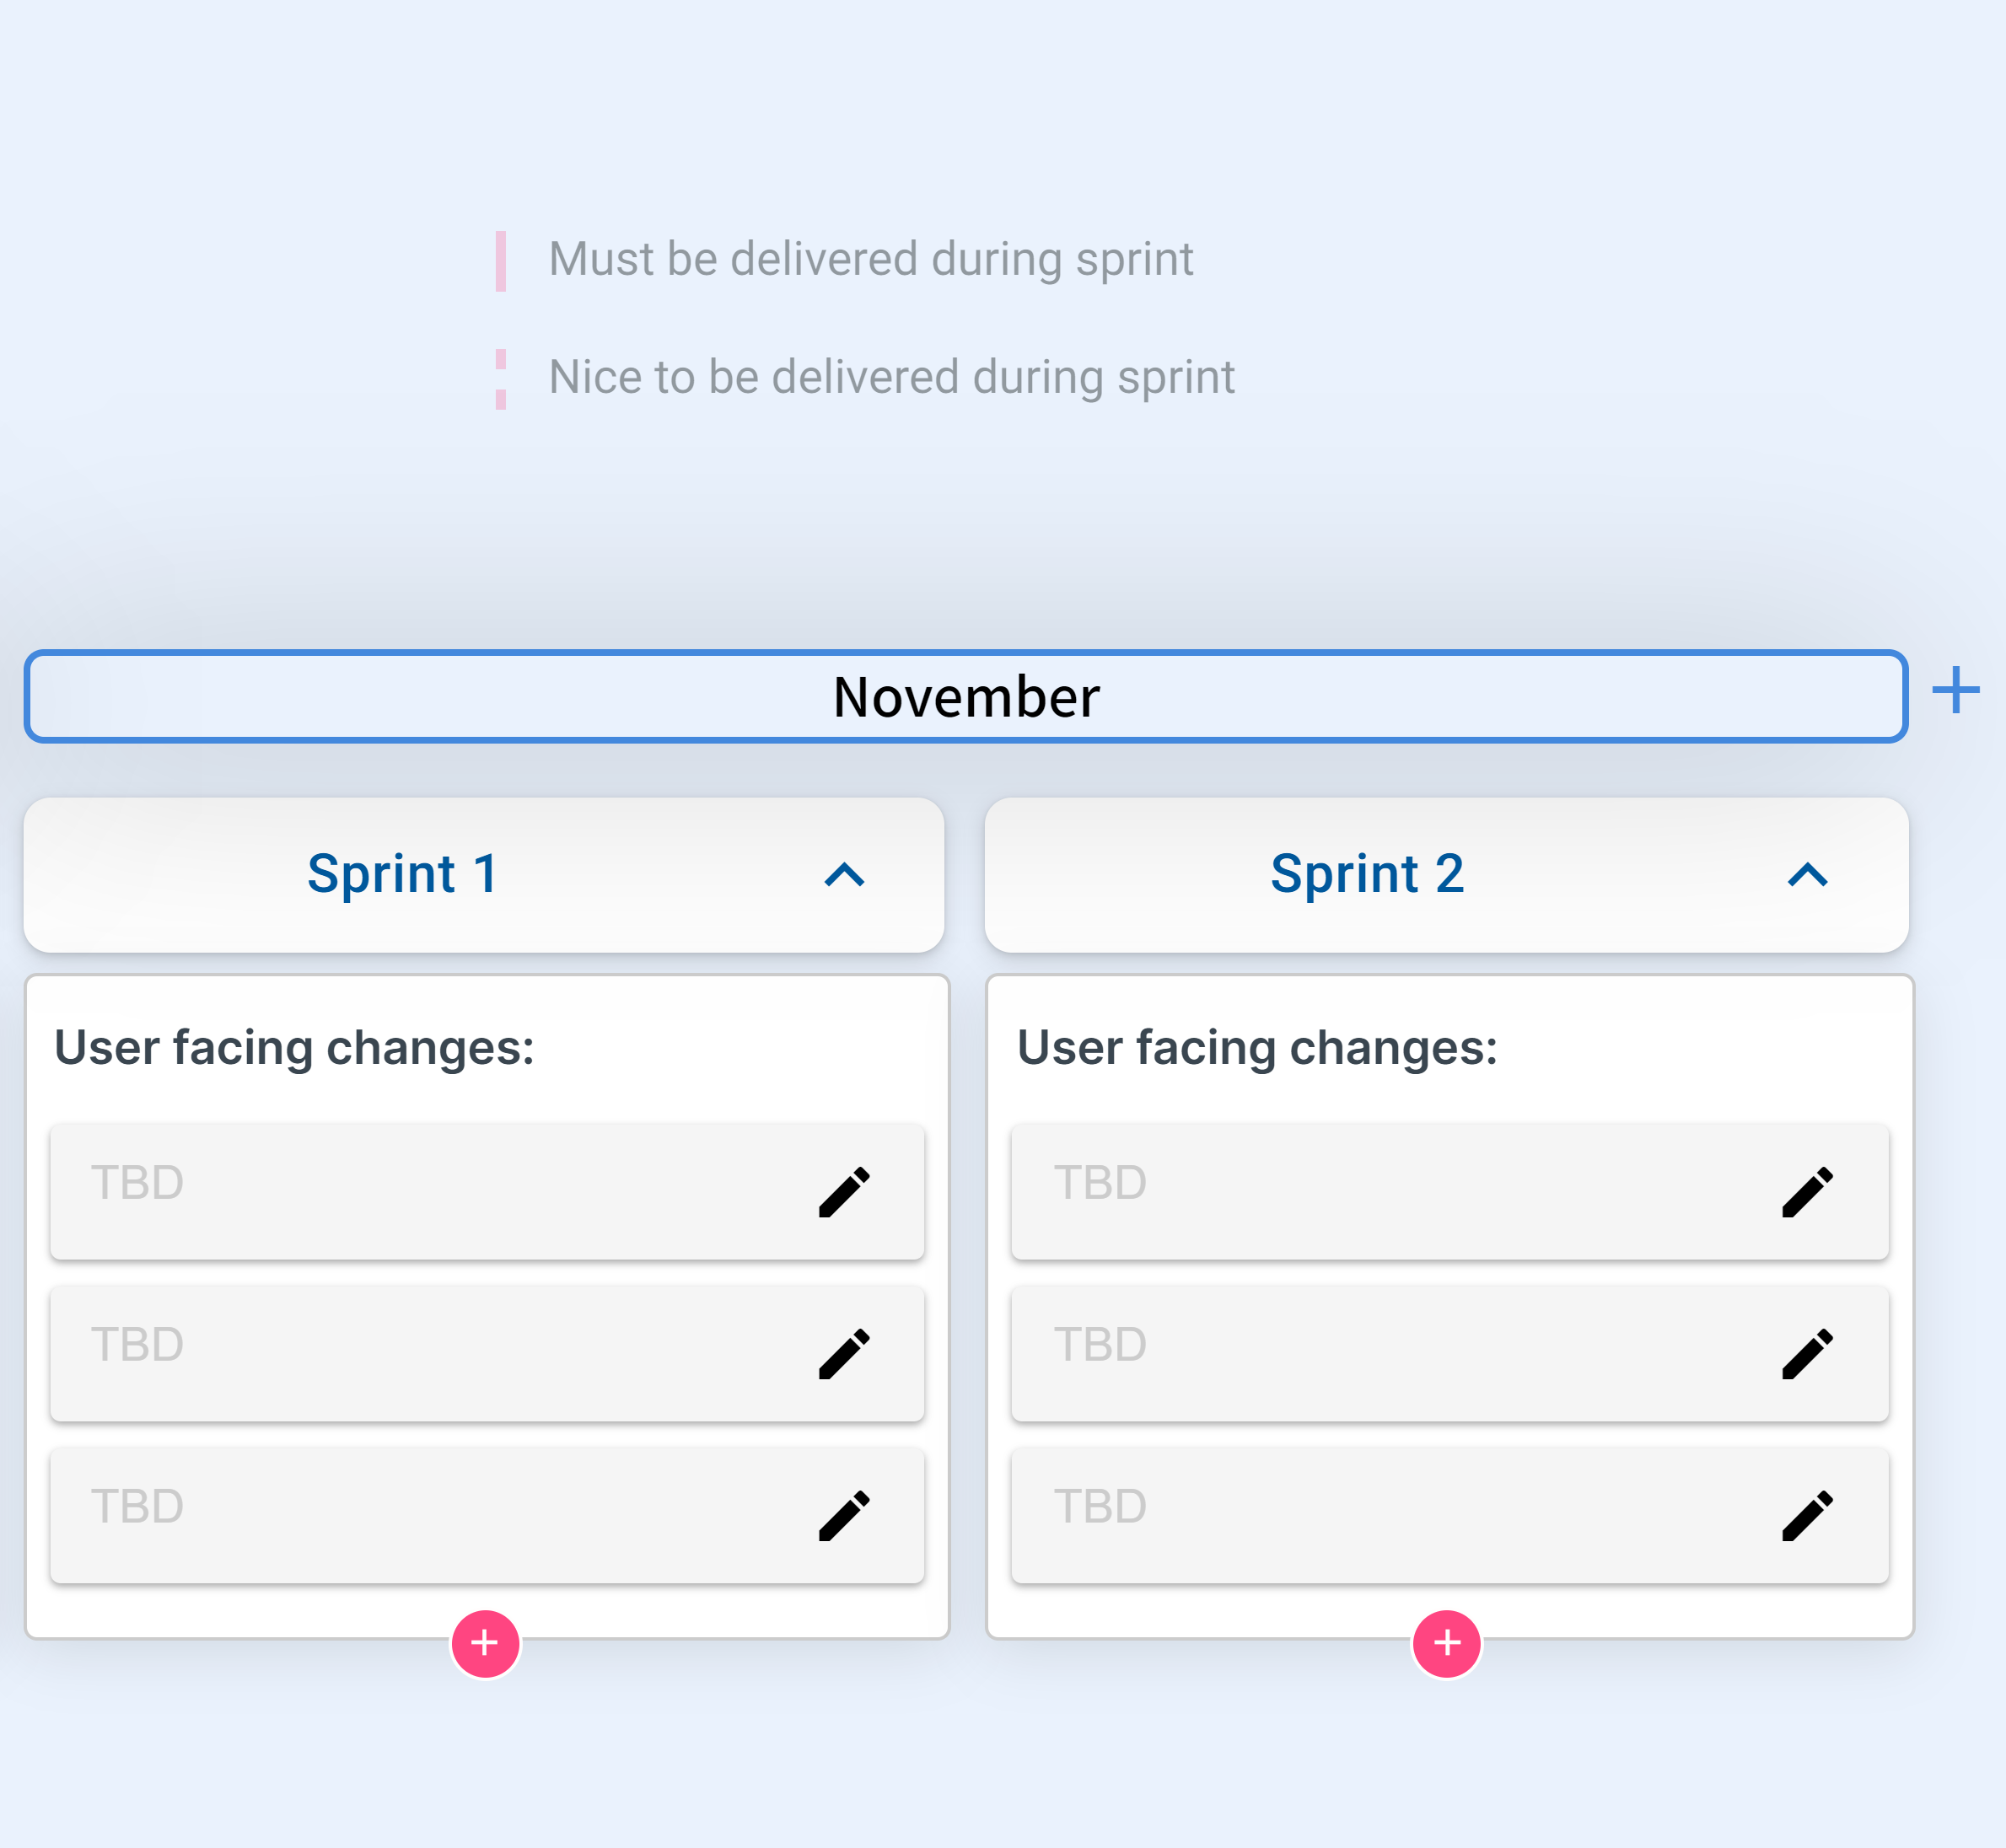 Must be delivered during sprint
Nice to be delivered during sprint
November
Sprint 1
Sprint 2
User facing changes:
TBD
TBD
TBD
User facing changes:
TBD
TBD
TBD